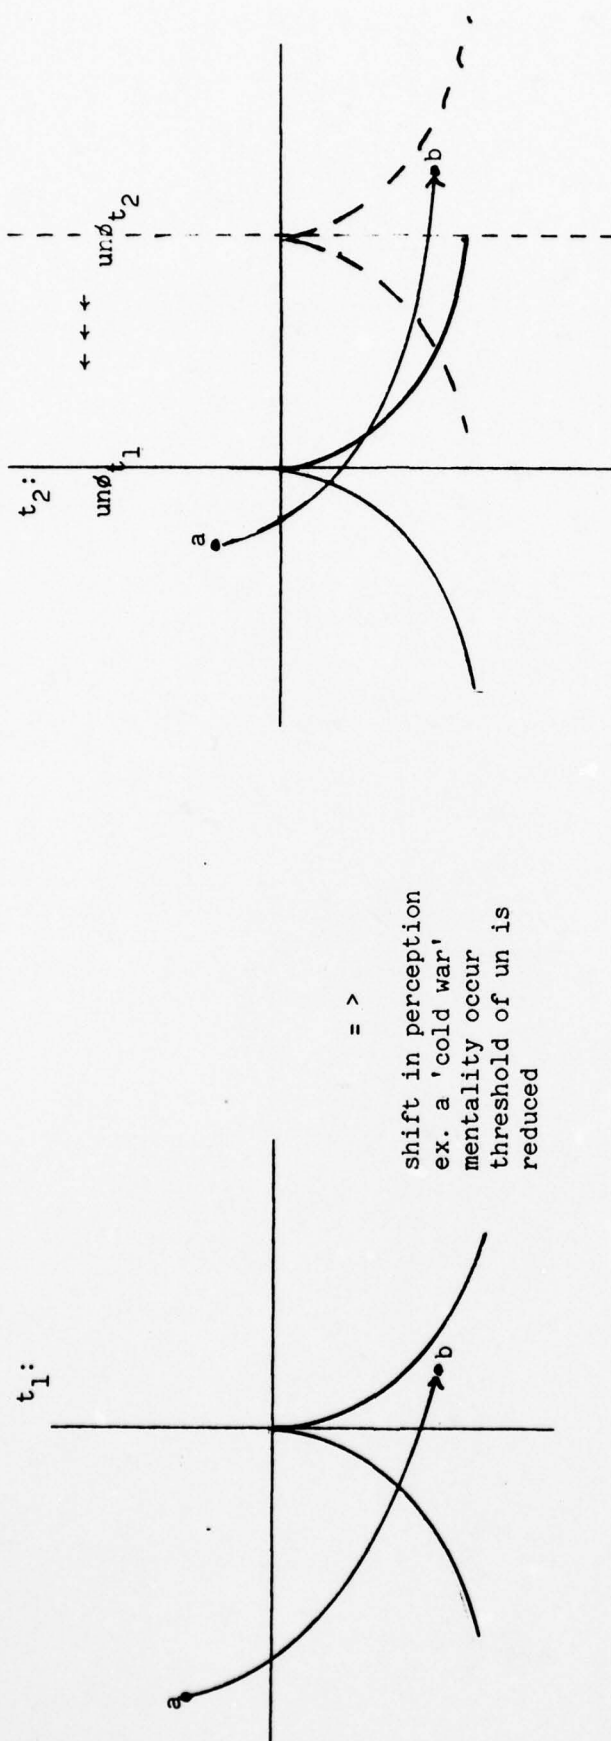 t₁:
a
b
= >
shift in perception
ex. a 'cold war'
mentality occur
threshold of un is
reduced
t₂:
unøt₁
unøt₂
a
b